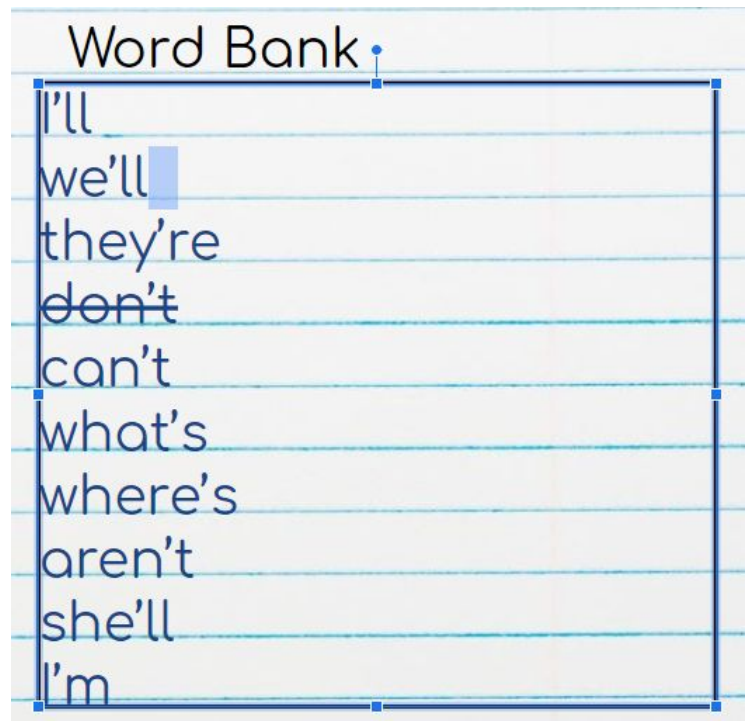 Word Bank
I’ll
we’ll
they’re
don’t
can’t
what’s
where’s
aren’t
she’ll
I’m